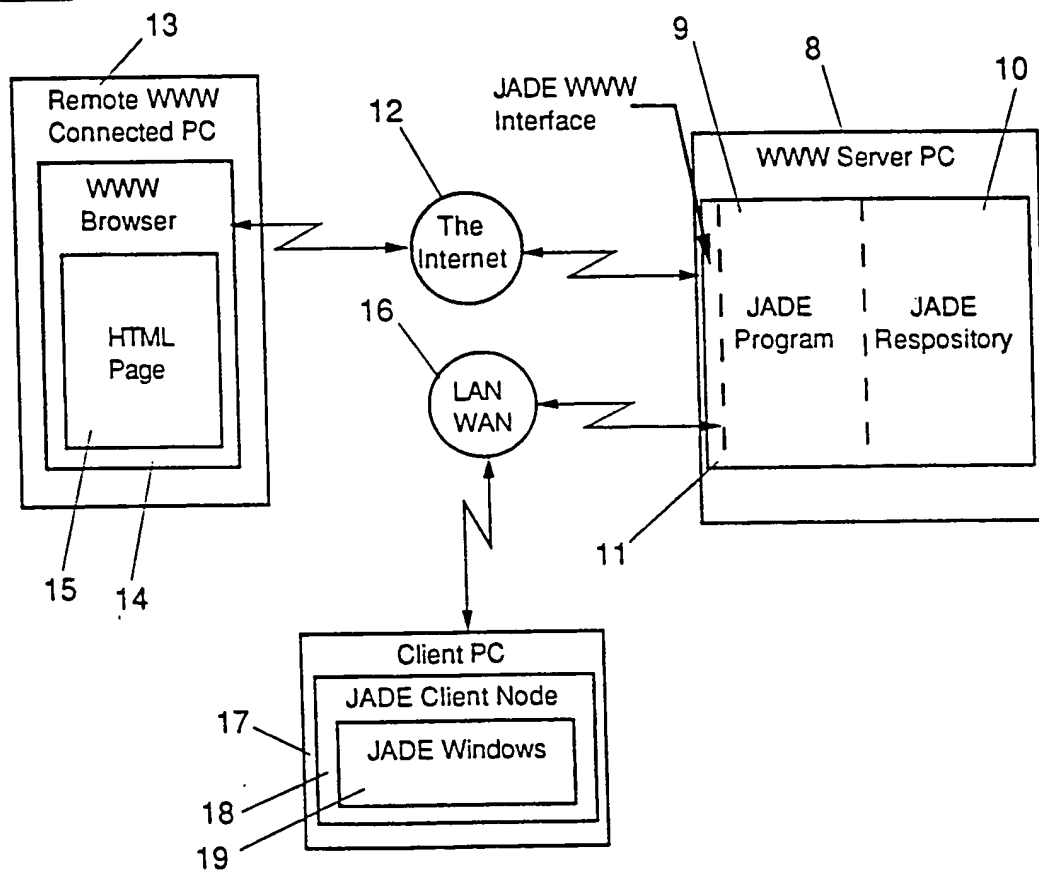 13
Remote WWW
Connected PC
WWW
Browser
HTML
Page
15
14
12
The
Internet
16
LAN
WAN
JADE WWW
Interface
9
8
10
WWW Server PC
JADE
Program
JADE
Respository
11
Client PC
JADE Client Node
JADE Windows
17
18
19